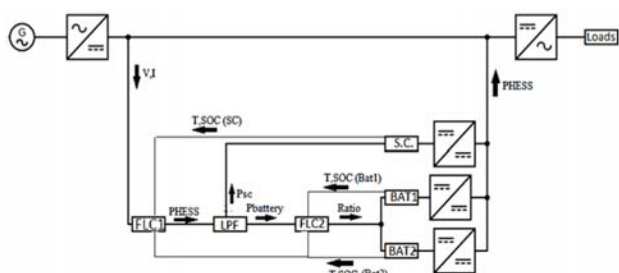 G
Loads
V,I
PHESS
T,SOC (SC)
S.C.
T,SOC (Bat1)
Psc
PHESS
Pbattery
Ratio
BAT1
FLC1
LPF
FLC2
BAT2
T,SOC (Bat2)